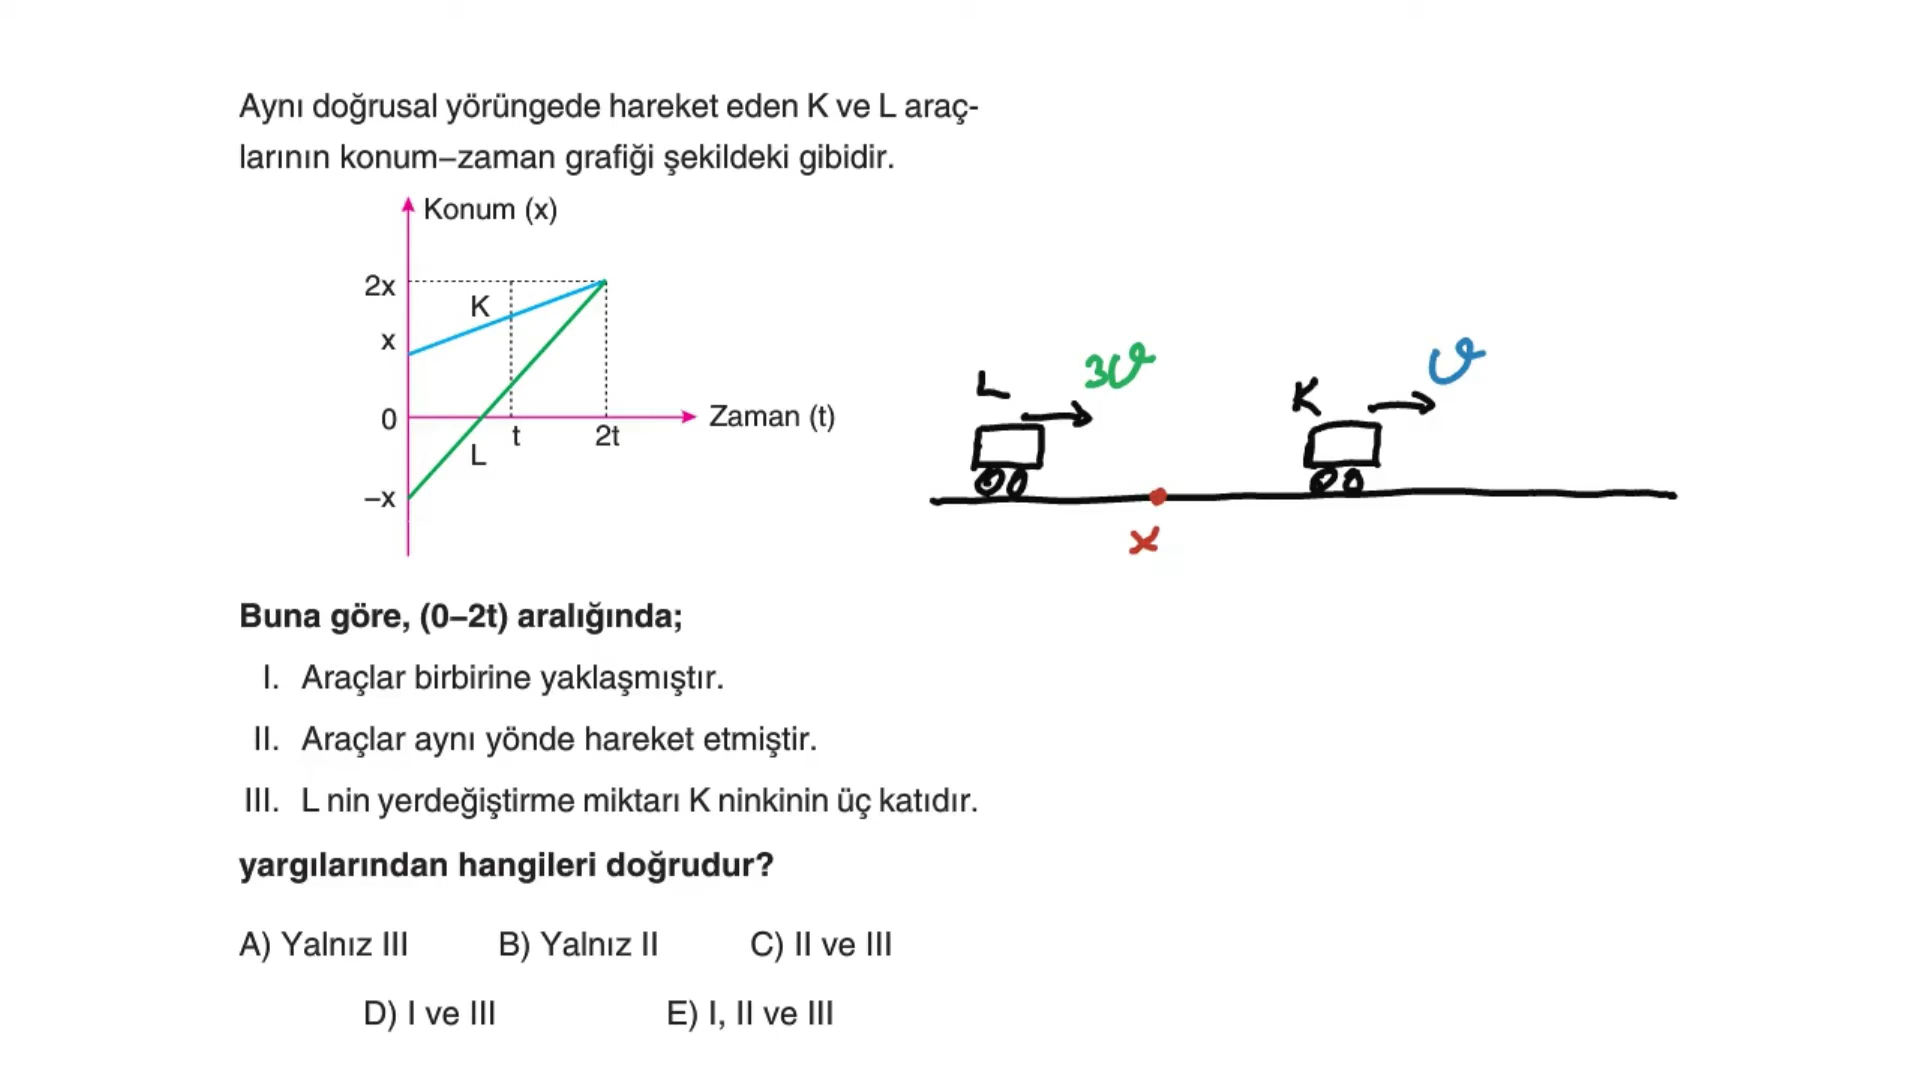 Aynı doğrusal yörüngede hareket eden K ve L araç-
larının konum–zaman grafiği şekildeki gibidir.
Konum (x)
2x
K
x
0
Zaman (t)
t
2t
L
–x
L
3𝑣
K
𝑣
x
Buna göre, (0–2t) aralığında;
I. Araçlar birbirine yaklaşmıştır.
II. Araçlar aynı yönde hareket etmiştir.
III. L nin yerdeğiştirme miktarı K ninkinin üç katıdır.
yargılarından hangileri doğrudur?
A) Yalnız III B) Yalnız II C) II ve III
D) I ve III E) I, II ve III